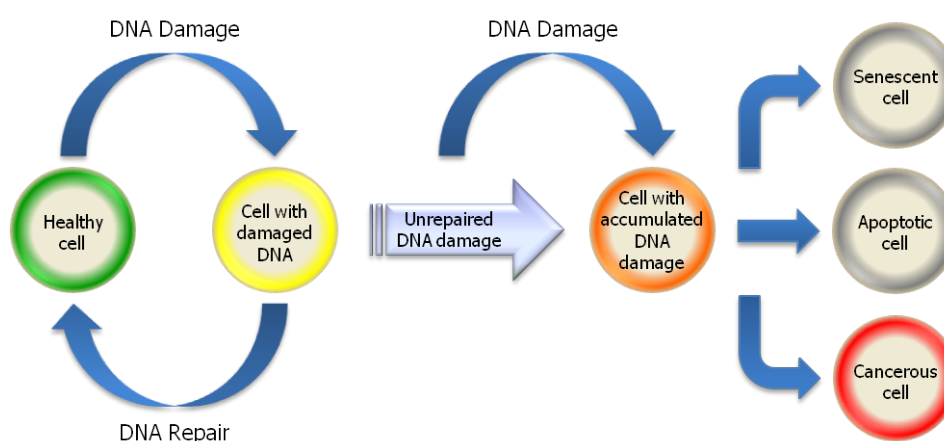 DNA Damage
DNA Damage
Healthy
cell
Cell with
damaged
DNA
Unrepaired
DNA damage
Cell with
accumulated
DNA
damage
Senescent
cell
Apoptotic
cell
Cancerous
cell
DNA Repair